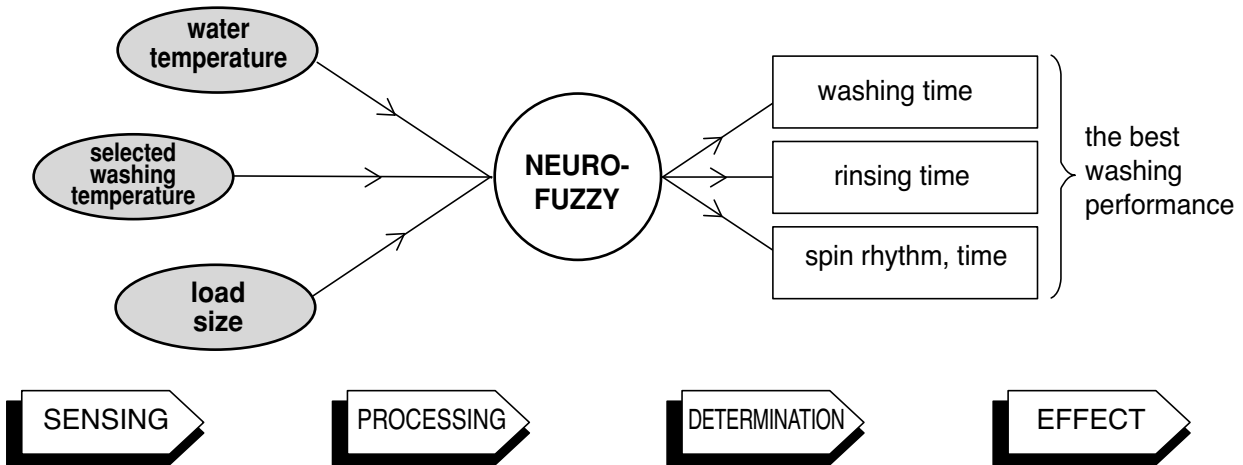 water
temperature
selected
washing
temperature
load
size
NEURO-
FUZZY
washing time
rinsing time
spin rhythm, time
the best
washing
performance
SENSING
PROCESSING
DETERMINATION
EFFECT